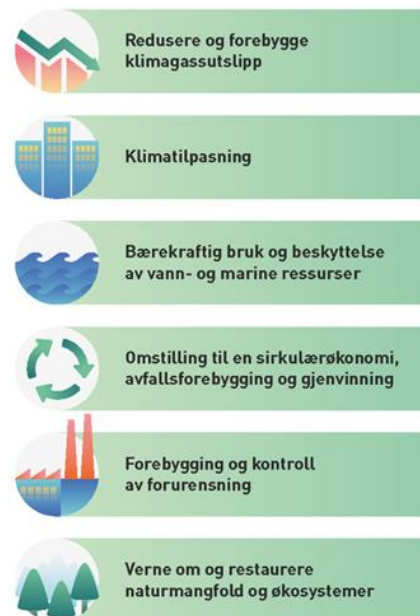 Redusere og forebygge
klimagassutslipp
Klimatilpasning
Bærekraftig bruk og beskyttelse
av vann- og marine ressurser
Omstilling til en sirkulærøkonomi,
avfallsforebygging og gjenvinning
Forebygging og kontroll
av forurensning
Verne om og restaurere
naturmangfold og økosystemer